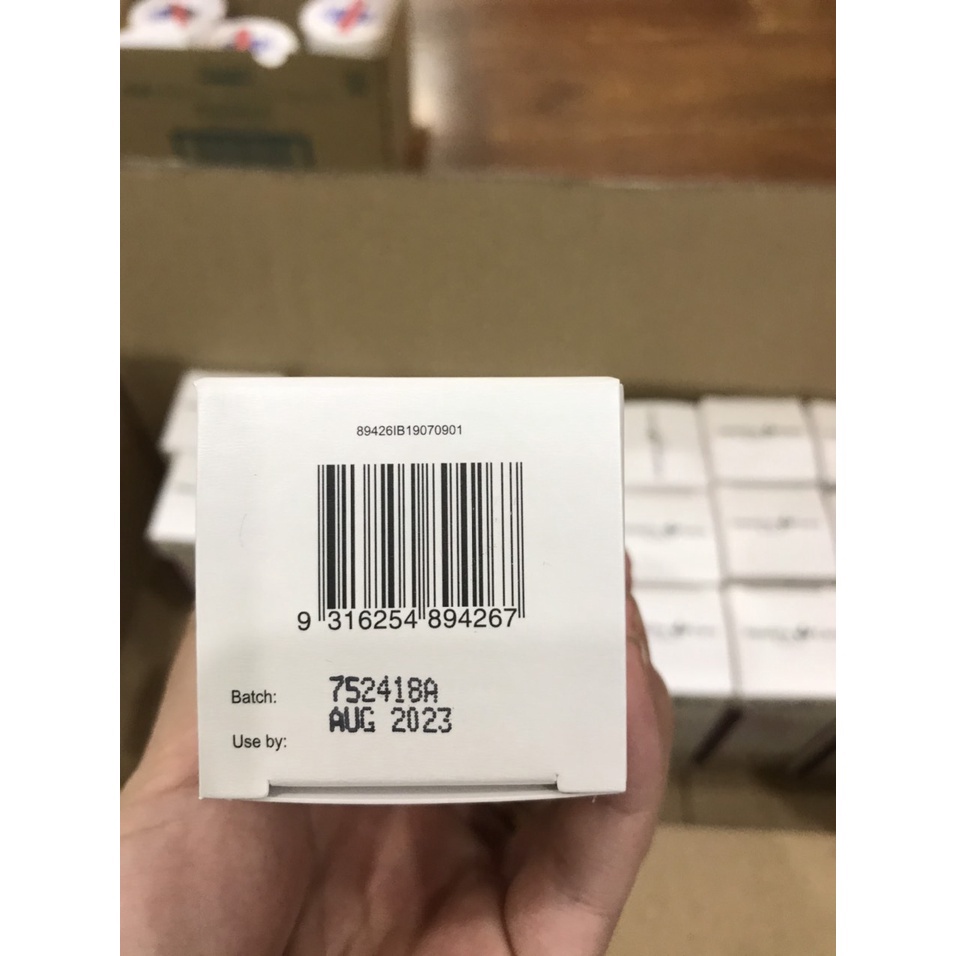 89426IB19070901
9 316254 894267
Batch: 752418A
Use by: AUG 2023